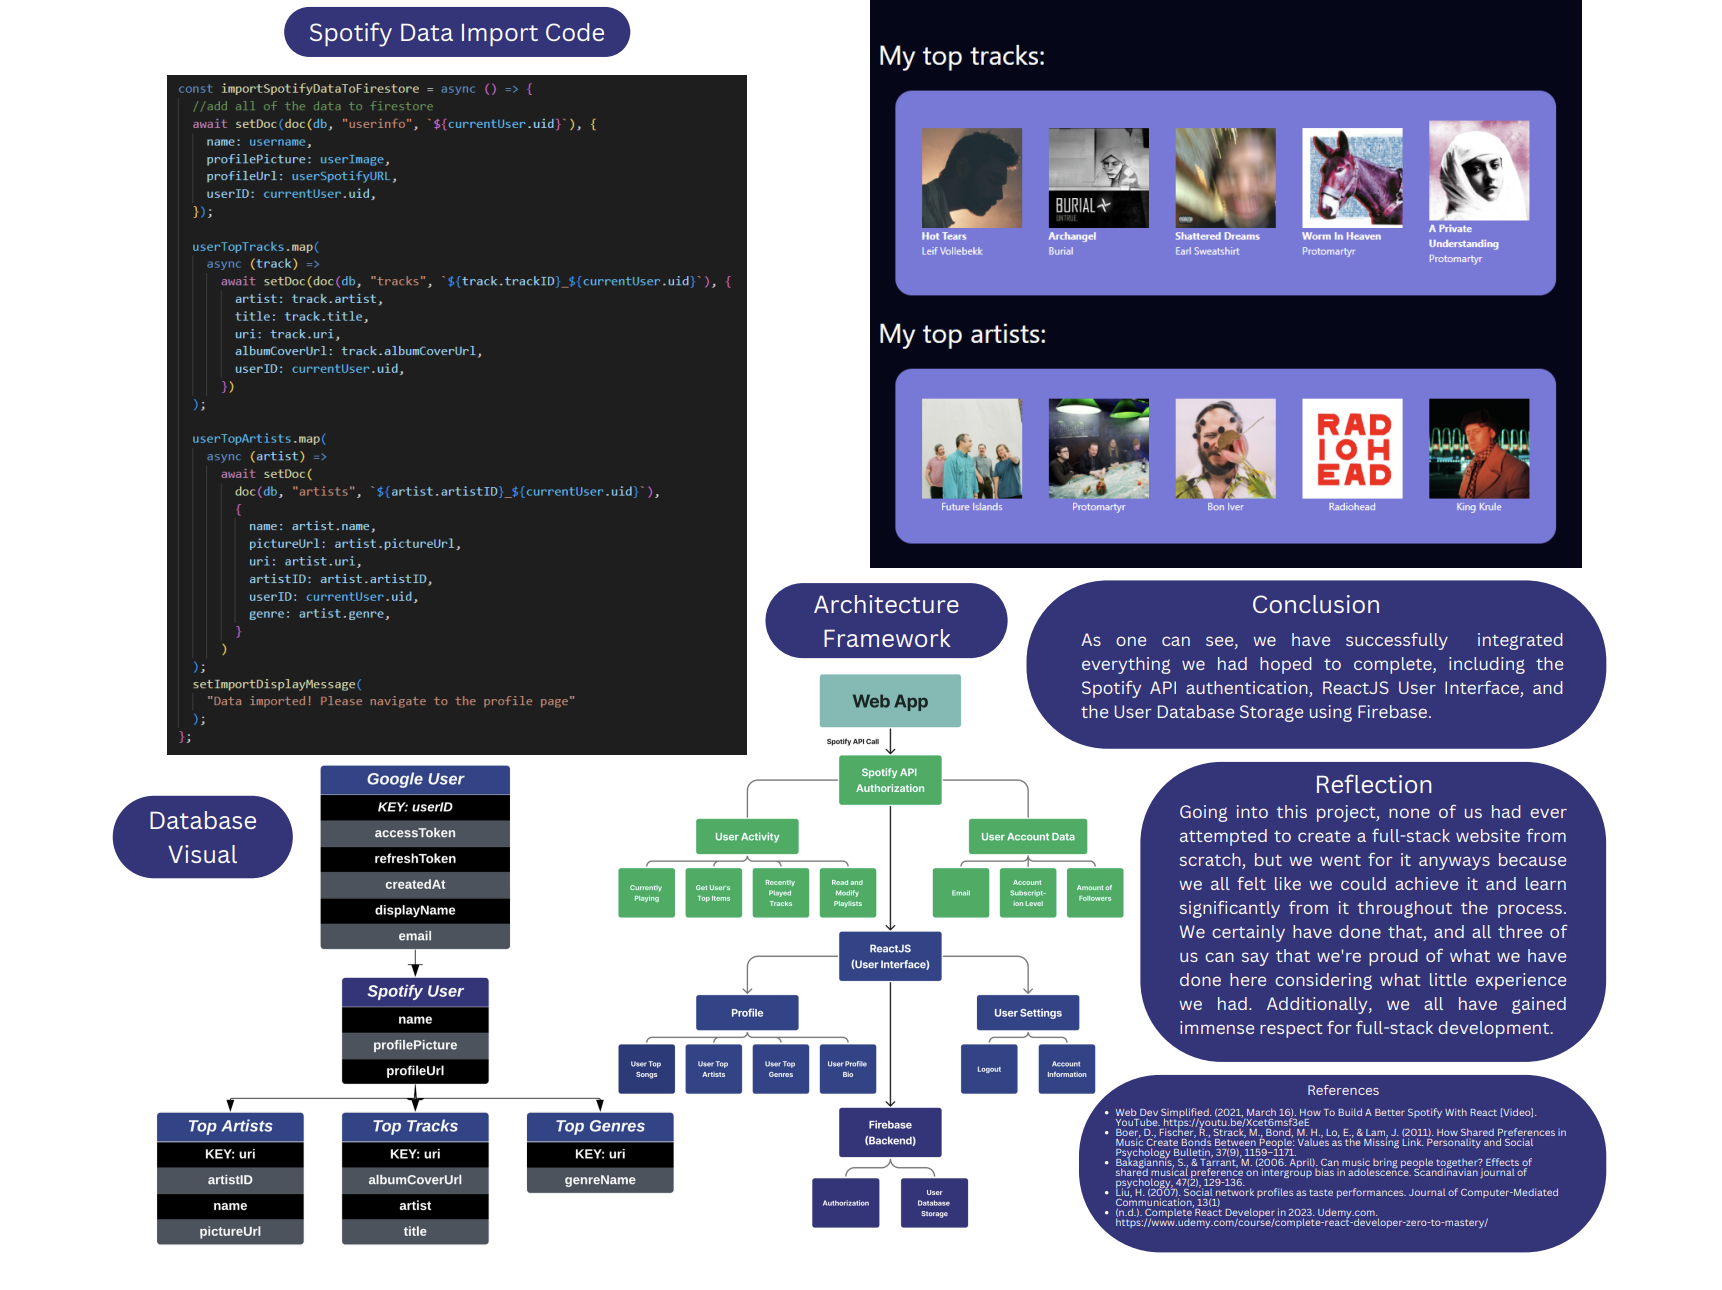 Spotify Data Import Code
const importSpotifyDataToFirestore = async () => {
//add all of the data to firestore
await setDoc(doc(db, "userinfo", `${currentUser.uid}`), {
name: username,
profilePicture: userImage,
profileUrl: userSpotifyURL,
userID: currentUser.uid,
});
userTopTracks.map(
async (track) =>
await setDoc(doc(db, "tracks", `${track.trackID}_${currentUser.uid}`), {
artist: track.artist,
title: track.title,
uri: track.uri,
albumCoverUrl: track.albumCoverUrl,
userID: currentUser.uid,
})
);
userTopArtists.map(
async (artist) =>
await setDoc(
doc(db, "artists", `${artist.artistID}_${currentUser.uid}`),
{
name: artist.name,
pictureUrl: artist.pictureUrl,
uri: artist.uri,
artistID: artist.artistID,
userID: currentUser.uid,
genre: artist.genre,
}
)
);
setImportDisplayMessage(
"Data imported! Please navigate to the profile page"
);
};
My top tracks:
BURIAL
UNTRUE
Hot Tears
Leif Vollebekk
Archangel
Burial
Shattered Dreams
Earl Sweatshirt
Worm In Heaven
Protomartyr
A Private
Understanding
Protomartyr
My top artists:
RAD
IOH
EAD
Future Islands
Protomartyr
Bon Iver
Radiohead
King Krule
Database
Visual
Google User
KEY: userID
accessToken
refreshToken
createdAt
displayName
email
Spotify User
name
profilePicture
profileUrl
Top Artists
KEY: uri
artistID
name
pictureUrl
Top Tracks
KEY: uri
albumCoverUrl
artist
title
Top Genres
KEY: uri
genreName
Architecture
Framework
Web App
Spotify API Call
Spotify API
Authorization
User Activity
User Account Data
Currently
Playing
Get User's
Top Items
Recently
Played
Tracks
Read and
Modify
Playlists
Email
Account
Subscript-
ion Level
Amount of
Followers
ReactJS
(User Interface)
Profile
User Settings
User Top
Songs
User Top
Artists
User Top
Genres
User Profile
Bio
Logout
Account
Information
Firebase
(Backend)
Authorization
User
Database
Storage
Conclusion
As one can see, we have successfully integrated
everything we had hoped to complete, including the
Spotify API authentication, ReactJS User Interface, and
the User Database Storage using Firebase.
Reflection
Going into this project, none of us had ever
attempted to create a full-stack website from
scratch, but we went for it anyways because
we all felt like we could achieve it and learn
significantly from it throughout the process.
We certainly have done that, and all three of
us can say that we're proud of what we have
done here considering what little experience
we had. Additionally, we all have gained
immense respect for full-stack development.
References
• Web Dev Simplified. (2021, March 16). How To Build A Better Spotify With React [Video].
YouTube. https://youtu.be/Xcet6msf3eE
• Boer, D., Fischer, R., Strack, M., Bond, M. H., Lo, E., & Lam, J. (2011). How Shared Preferences in
Music Create Bonds Between People: Values as the Missing Link. Personality and Social
Psychology Bulletin, 37(9), 1159–1171.
• Bakagiannis, S., & Tarrant, M. (2006. April). Can music bring people together? Effects of
shared musical preference on intergroup bias in adolescence. Scandinavian journal of
psychology, 47(2), 129-136.
• Liu, H. (2007). Social network profiles as taste performances. Journal of Computer-Mediated
Communication, 13(1)
• (n.d.). Complete React Developer in 2023. Udemy.com.
https://www.udemy.com/course/complete-react-developer-zero-to-mastery/